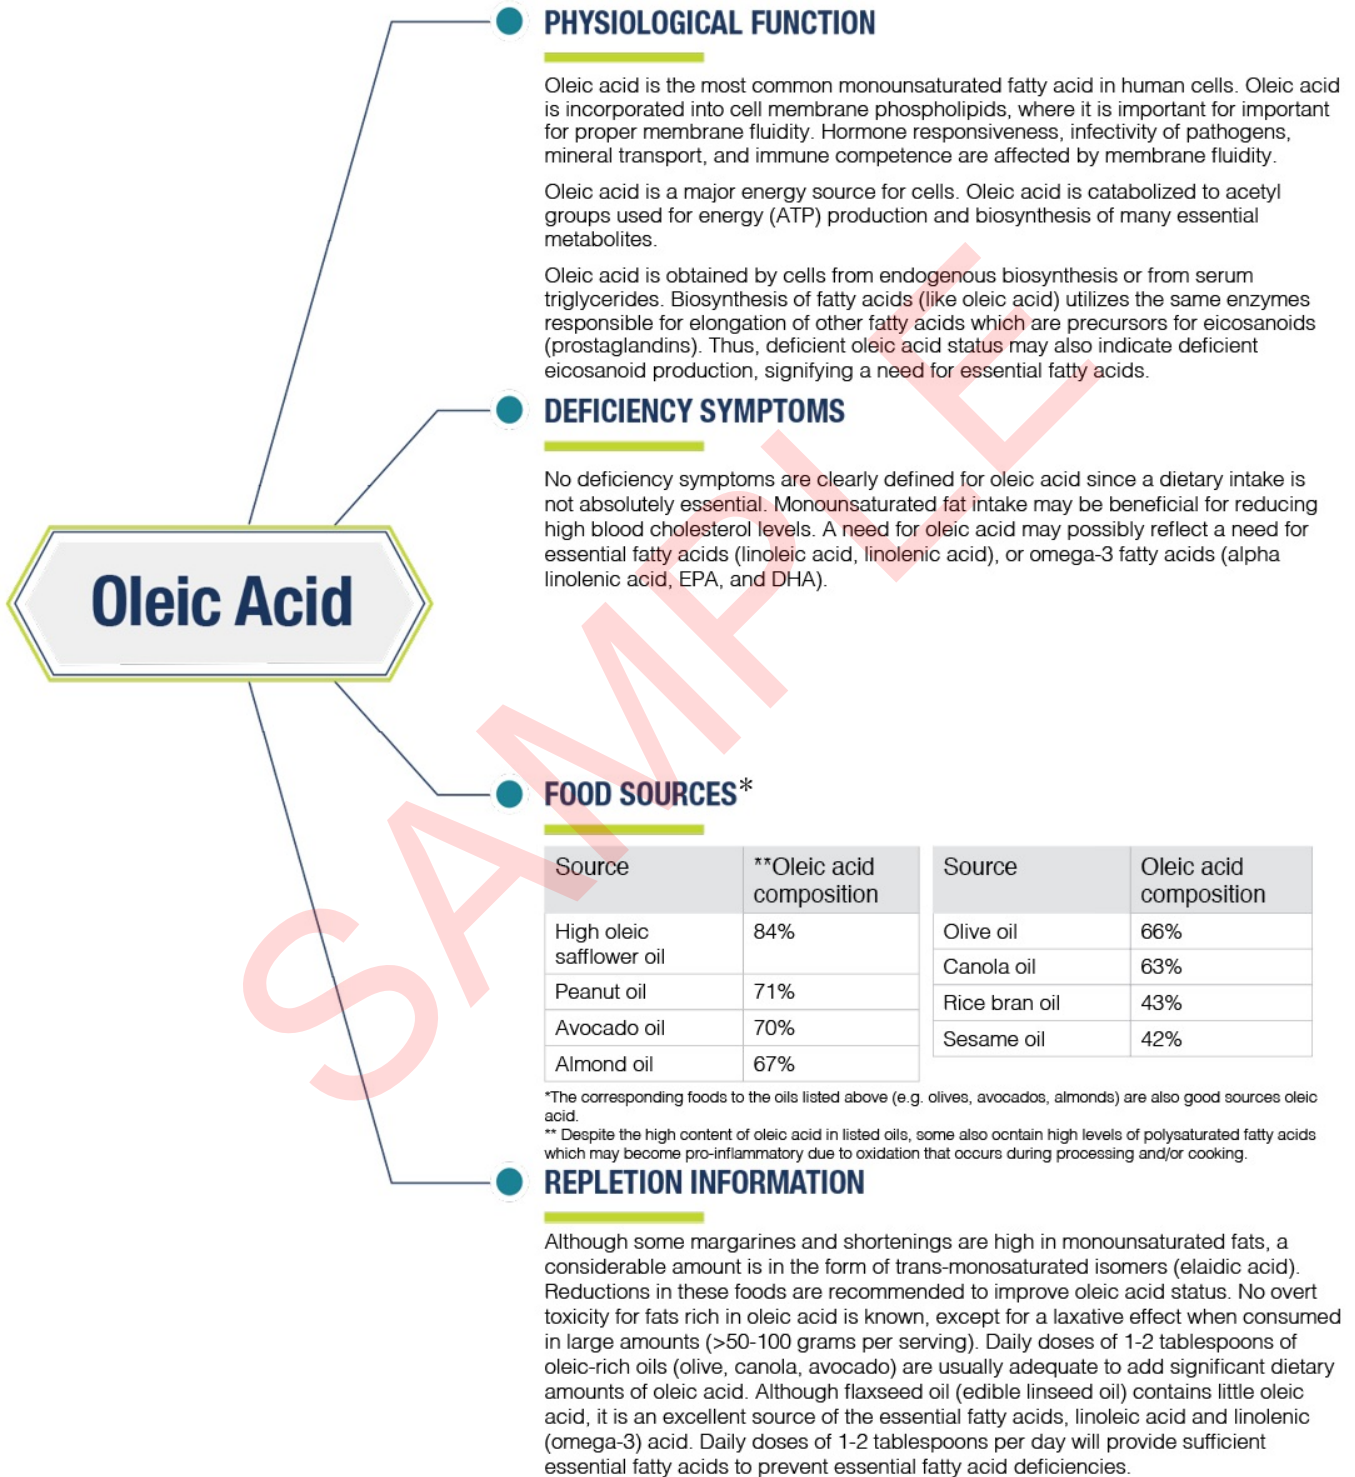 PHYSIOLOGICAL FUNCTION
Oleic acid is the most common monounsaturated fatty acid in human cells. Oleic acid
is incorporated into cell membrane phospholipids, where it is important for important
for proper membrane fluidity. Hormone responsiveness, infectivity of pathogens,
mineral transport, and immune competence are affected by membrane fluidity.
Oleic acid is a major energy source for cells. Oleic acid is catabolized to acetyl
groups used for energy (ATP) production and biosynthesis of many essential
metabolites.
Oleic acid is obtained by cells from endogenous biosynthesis or from serum
triglycerides. Biosynthesis of fatty acids (like oleic acid) utilizes the same enzymes
responsible for elongation of other fatty acids which are precursors for eicosanoids
(prostaglandins). Thus, deficient oleic acid status may also indicate deficient
eicosanoid production, signifying a need for essential fatty acids.
DEFICIENCY SYMPTOMS
No deficiency symptoms are clearly defined for oleic acid since a dietary intake is
not absolutely essential. Monounsaturated fat intake may be beneficial for reducing
high blood cholesterol levels. A need for oleic acid may possibly reflect a need for
essential fatty acids (linoleic acid, linolenic acid), or omega-3 fatty acids (alpha
linolenic acid, EPA, and DHA).
Oleic Acid
FOOD SOURCES*
Source **Oleic acid composition
High oleic safflower oil 84%
Peanut oil 71%
Avocado oil 70%
Almond oil 67%
Source Oleic acid composition
Olive oil 66%
Canola oil 63%
Rice bran oil 43%
Sesame oil 42%
*The corresponding foods to the oils listed above (e.g. olives, avocados, almonds) are also good sources oleic
acid.
** Despite the high content of oleic acid in listed oils, some also ocntain high levels of polysaturated fatty acids
which may become pro-inflammatory due to oxidation that occurs during processing and/or cooking.
REPLETION INFORMATION
Although some margarines and shortenings are high in monounsaturated fats, a
considerable amount is in the form of trans-monosaturated isomers (elaidic acid).
Reductions in these foods are recommended to improve oleic acid status. No overt
toxicity for fats rich in oleic acid is known, except for a laxative effect when consumed
in large amounts (>50-100 grams per serving). Daily doses of 1-2 tablespoons of
oleic-rich oils (olive, canola, avocado) are usually adequate to add significant dietary
amounts of oleic acid. Although flaxseed oil (edible linseed oil) contains little oleic
acid, it is an excellent source of the essential fatty acids, linoleic acid and linolenic
(omega-3) acid. Daily doses of 1-2 tablespoons per day will provide sufficient
essential fatty acids to prevent essential fatty acid deficiencies.
SAMPLE